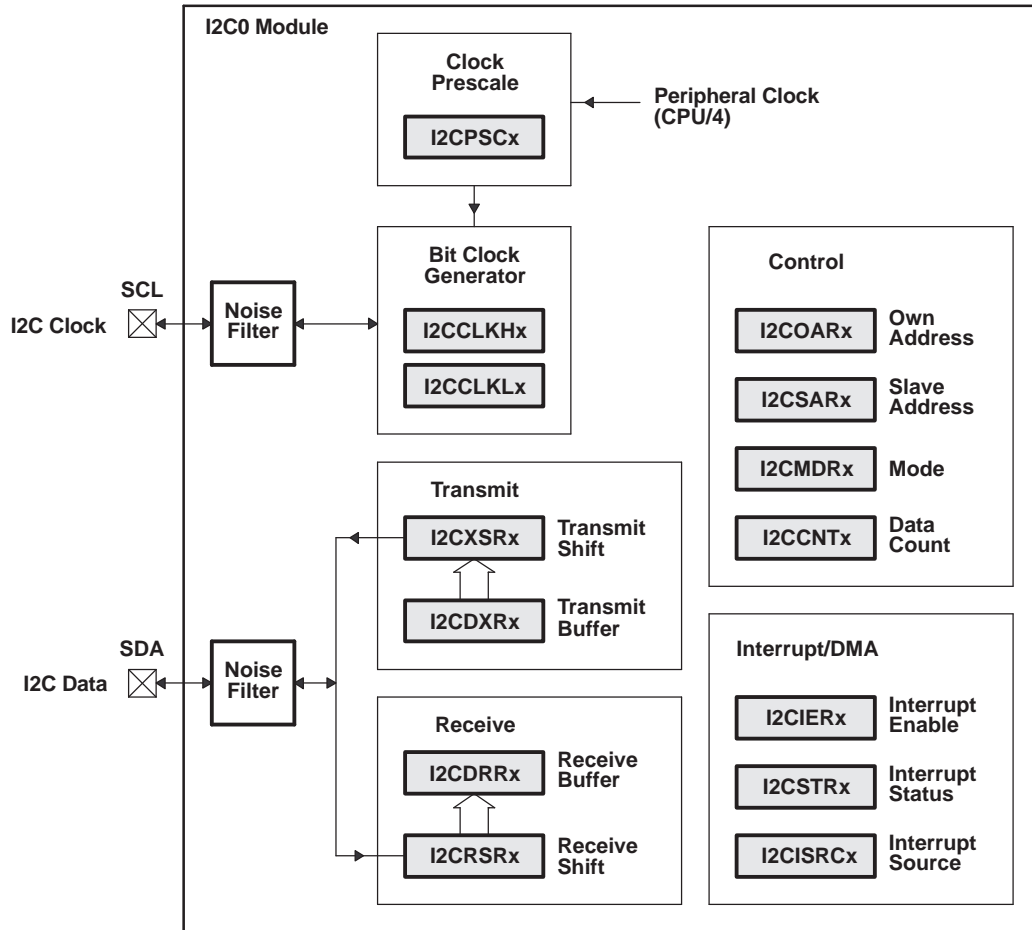 I2C0 Module
Clock
Prescale
I2CPSCx
Peripheral Clock
(CPU/4)
Bit Clock
Generator
I2CCLKHx
I2CCLKLx
SCL
I2C Clock
Noise
Filter
Control
I2COARx
Own
Address
I2CSARx
Slave
Address
I2CMDRx
Mode
I2CCNTx
Data
Count
Transmit
I2CXSRx
Transmit
Shift
I2CDXRx
Transmit
Buffer
SDA
I2C Data
Noise
Filter
Receive
I2CDRRx
Receive
Buffer
I2CRSRx
Receive
Shift
Interrupt/DMA
I2CIERx
Interrupt
Enable
I2CSTRx
Interrupt
Status
I2CISRCx
Interrupt
Source